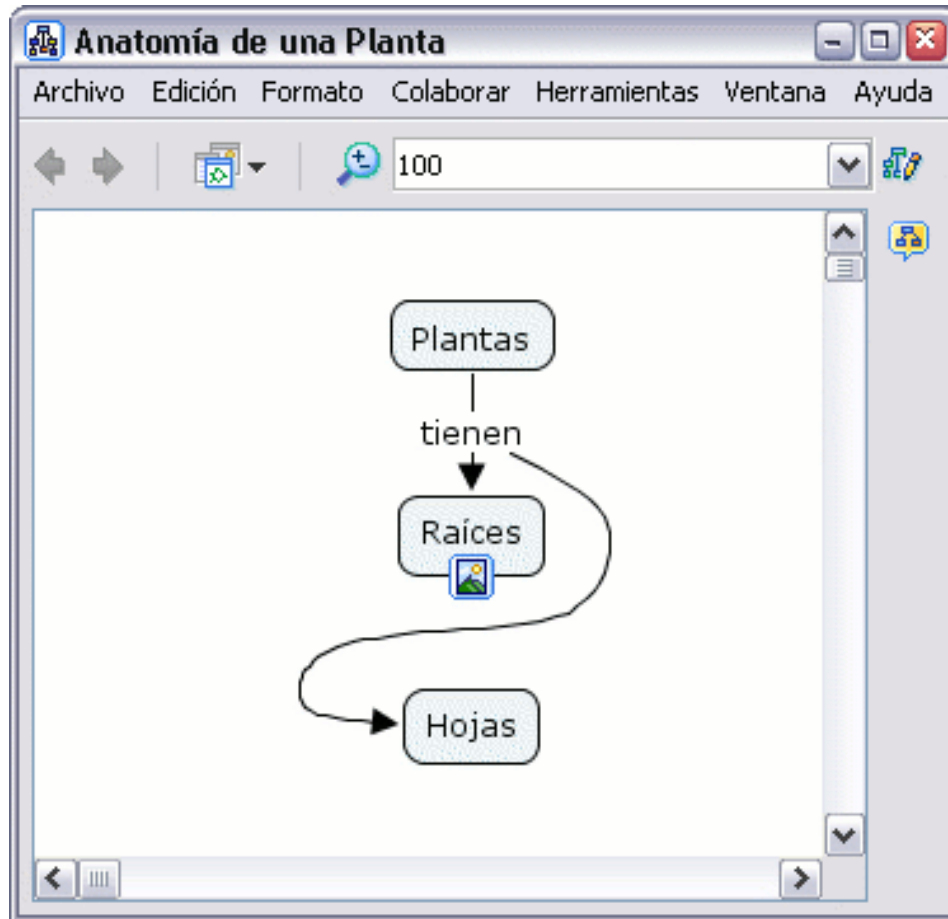 Anatomía de una Planta
Archivo Edición Formato Colaborar Herramientas Ventana Ayuda
100
Plantas
tienen
Raíces
Hojas